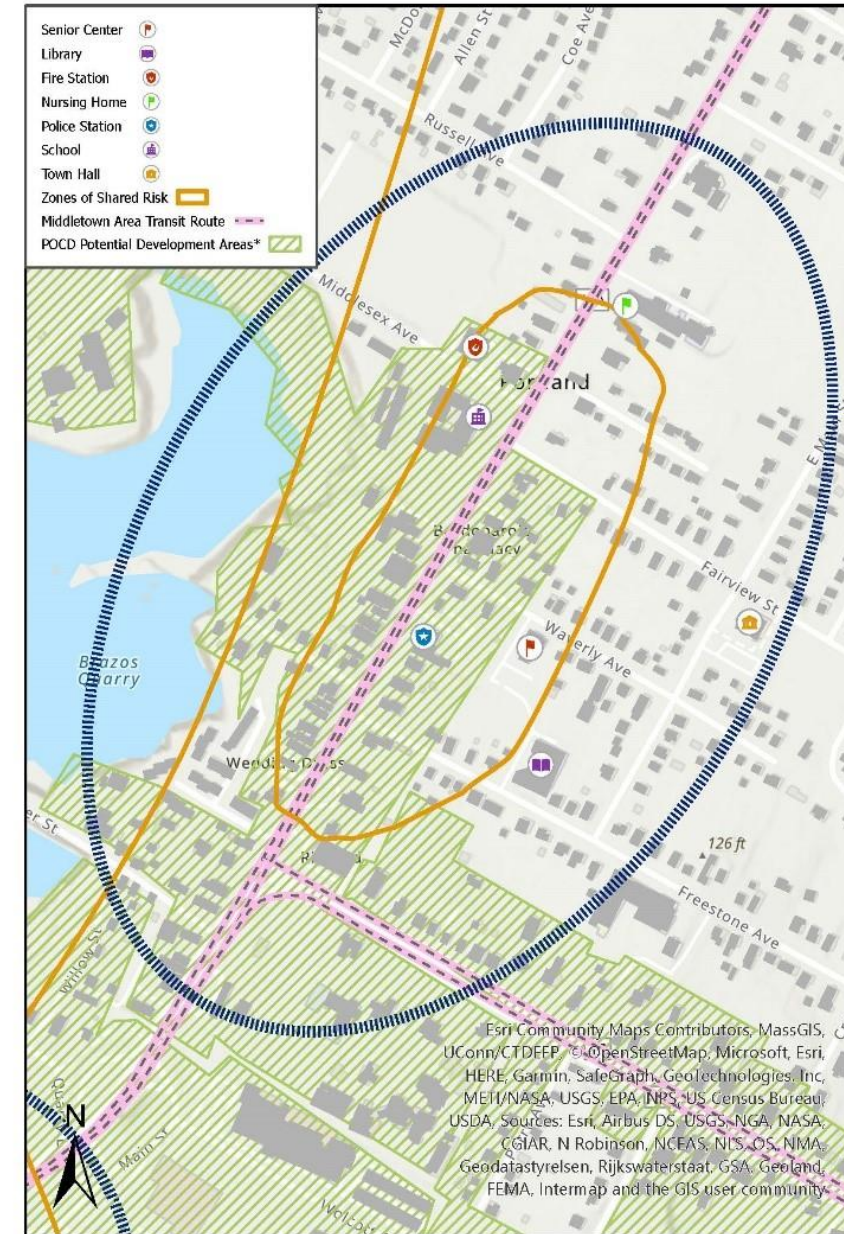 Senior Center
Library
Fire Station
Nursing Home
Police Station
School
Town Hall
Zones of Shared Risk
Middletown Area Transit Route
POCD Potential Development Areas*
Allen St
Coe Ave
Russell Ave
Middlesex Ave
Portland
Fairview St
Waverly Ave
Brazos
Quarry
126 ft
Freestone Ave
Willow St
Main St
N
Esri Community Maps Contributors, MassGIS,
UConn/CTDEEP, © OpenStreetMap, Microsoft, Esri,
HERE, Garmin, SafeGraph, GeoTechnologies, Inc,
METI/NASA, USGS, EPA, NPS, US Census Bureau,
USDA, Sources: Esri, Airbus DS, USGS, NGA, NASA,
CGIAR, N Robinson, NCEAS, NLS, OS, NMA,
Geodatastyrelsen, Rijkswaterstaat, GSA, Geoland,
FEMA, Intermap and the GIS user community